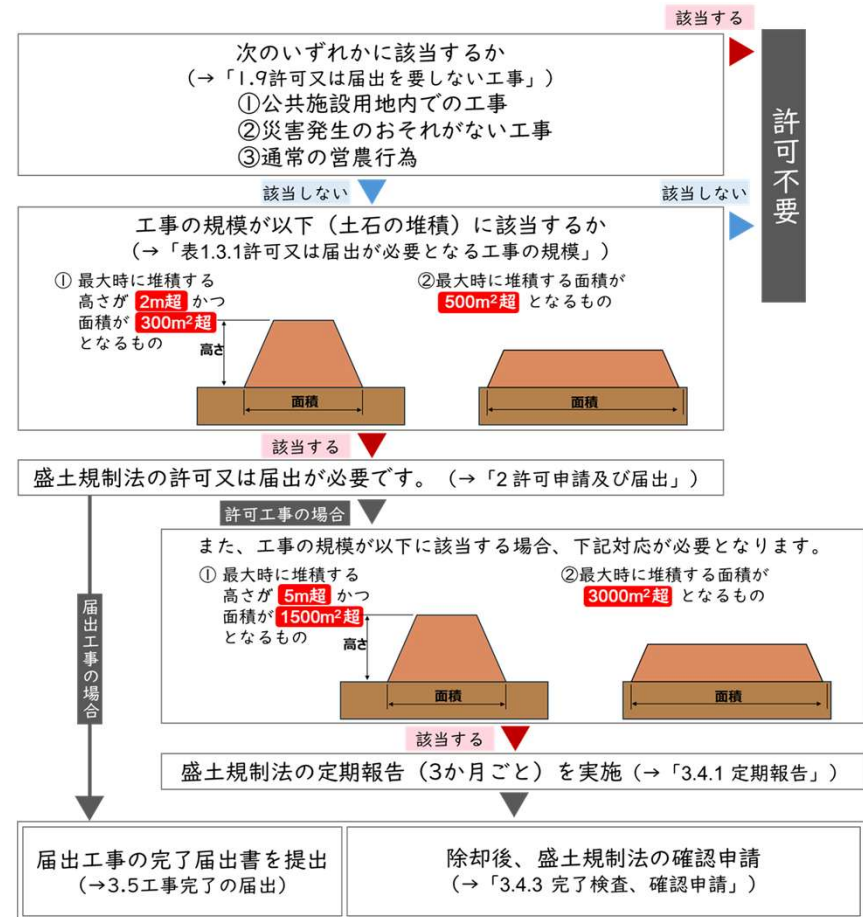 該当する
次のいずれかに該当するか
(→「1.9許可又は届出を要しない工事」)
①公共施設用地内での工事
②災害発生のおそれがない工事
③通常の営農行為
許可不要
該当しない
該当しない
工事の規模が以下（土石の堆積）に該当するか
(→「表1.3.1許可又は届出が必要となる工事の規模」)
① 最大時に堆積する
高さが 2m超 かつ
面積が 300m²超
となるもの
高さ
面積
②最大時に堆積する面積が
500m²超 となるもの
面積
該当する
盛土規制法の許可又は届出が必要です。(→「2 許可申請及び届出」)
許可工事の場合
届出工事の場合
また、工事の規模が以下に該当する場合、下記対応が必要となります。
① 最大時に堆積する
高さが 5m超 かつ
面積が 1500m²超
となるもの
高さ
面積
②最大時に堆積する面積が
3000m²超 となるもの
面積
該当する
盛土規制法の定期報告（3か月ごと）を実施（→「3.4.1 定期報告」）
届出工事の完了届出書を提出
(→3.5工事完了の届出)
除却後、盛土規制法の確認申請
(→「3.4.3 完了検査、確認申請」)